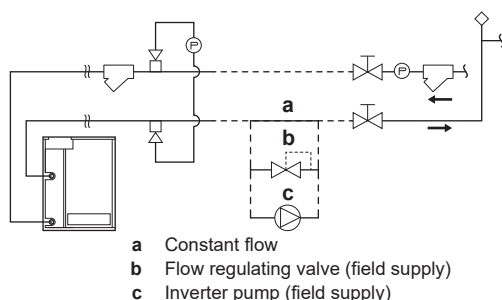 P
P
a
b
c
a Constant flow
b Flow regulating valve (field supply)
c Inverter pump (field supply)